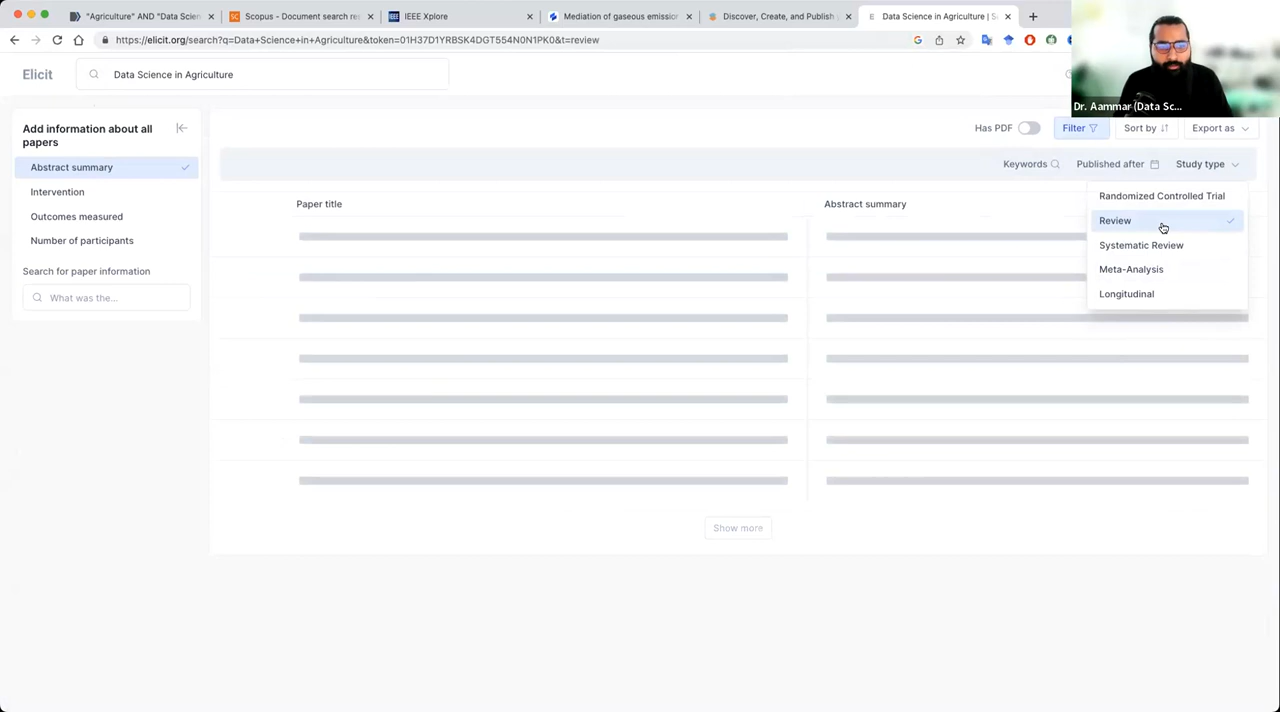 "Agriculture" AND "Data Scien
Scopus - Document search re
IEEE Xplore
Mediation of gaseous emission
Discover, Create, and Publish
Data Science in Agriculture | S
https://elicit.org/search?q=Data+Science+in+Agriculture&token=01H37D1YRBSK4DGT554N0N1PK0&t=review
Elicit
Data Science in Agriculture
Dr. Aammar (Data Sc...
Add information about all
papers
Abstract summary
Intervention
Outcomes measured
Number of participants
Search for paper information
What was the...
Has PDF
Filter
Sort by
Export as
Keywords
Published after
Study type
Randomized Controlled Trial
Review
Systematic Review
Meta-Analysis
Longitudinal
Paper title
Abstract summary
Show more